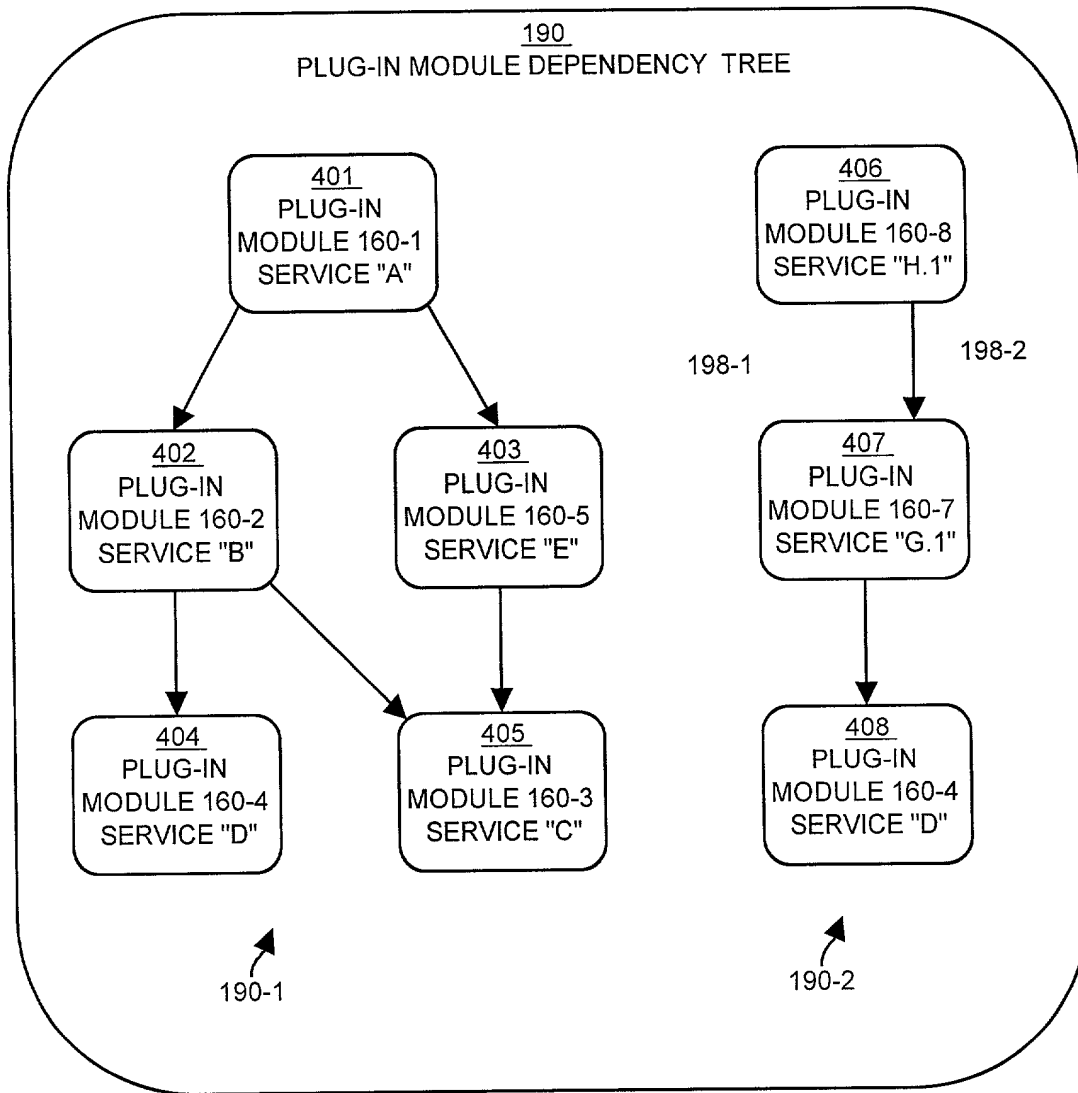 190
PLUG-IN MODULE DEPENDENCY TREE
401
PLUG-IN
MODULE 160-1
SERVICE "A"
406
PLUG-IN
MODULE 160-8
SERVICE "H.1"
198-1
198-2
402
PLUG-IN
MODULE 160-2
SERVICE "B"
403
PLUG-IN
MODULE 160-5
SERVICE "E"
407
PLUG-IN
MODULE 160-7
SERVICE "G.1"
404
PLUG-IN
MODULE 160-4
SERVICE "D"
405
PLUG-IN
MODULE 160-3
SERVICE "C"
408
PLUG-IN
MODULE 160-4
SERVICE "D"
190-1
190-2